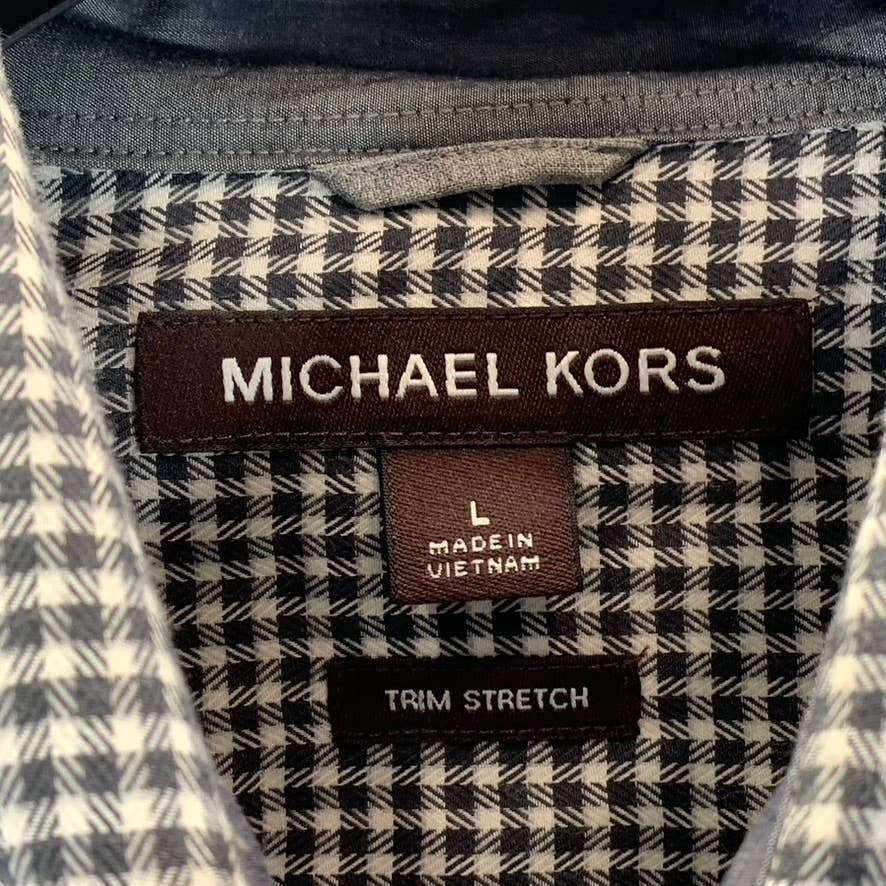 MICHAEL KORS
L
MADE IN
VIETNAM
TRIM STRETCH